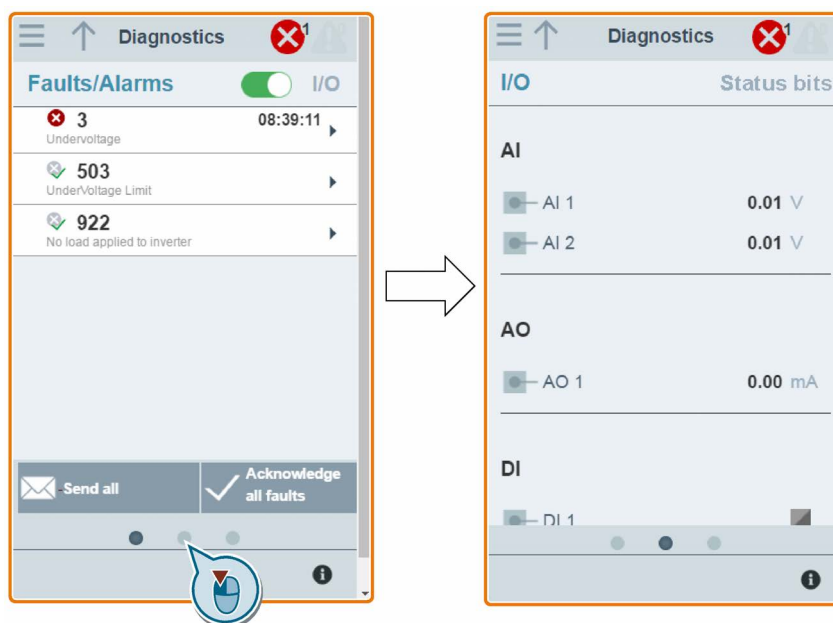 Diagnostics
1
Faults/Alarms
I/O
3
08:39:11
Undervoltage
503
UnderVoltage Limit
922
No load applied to inverter
Send all
Acknowledge
all faults
Diagnostics
1
I/O
Status bits
AI
AI 1
0.01 V
AI 2
0.01 V
AO
AO 1
0.00 mA
DI
DI 1